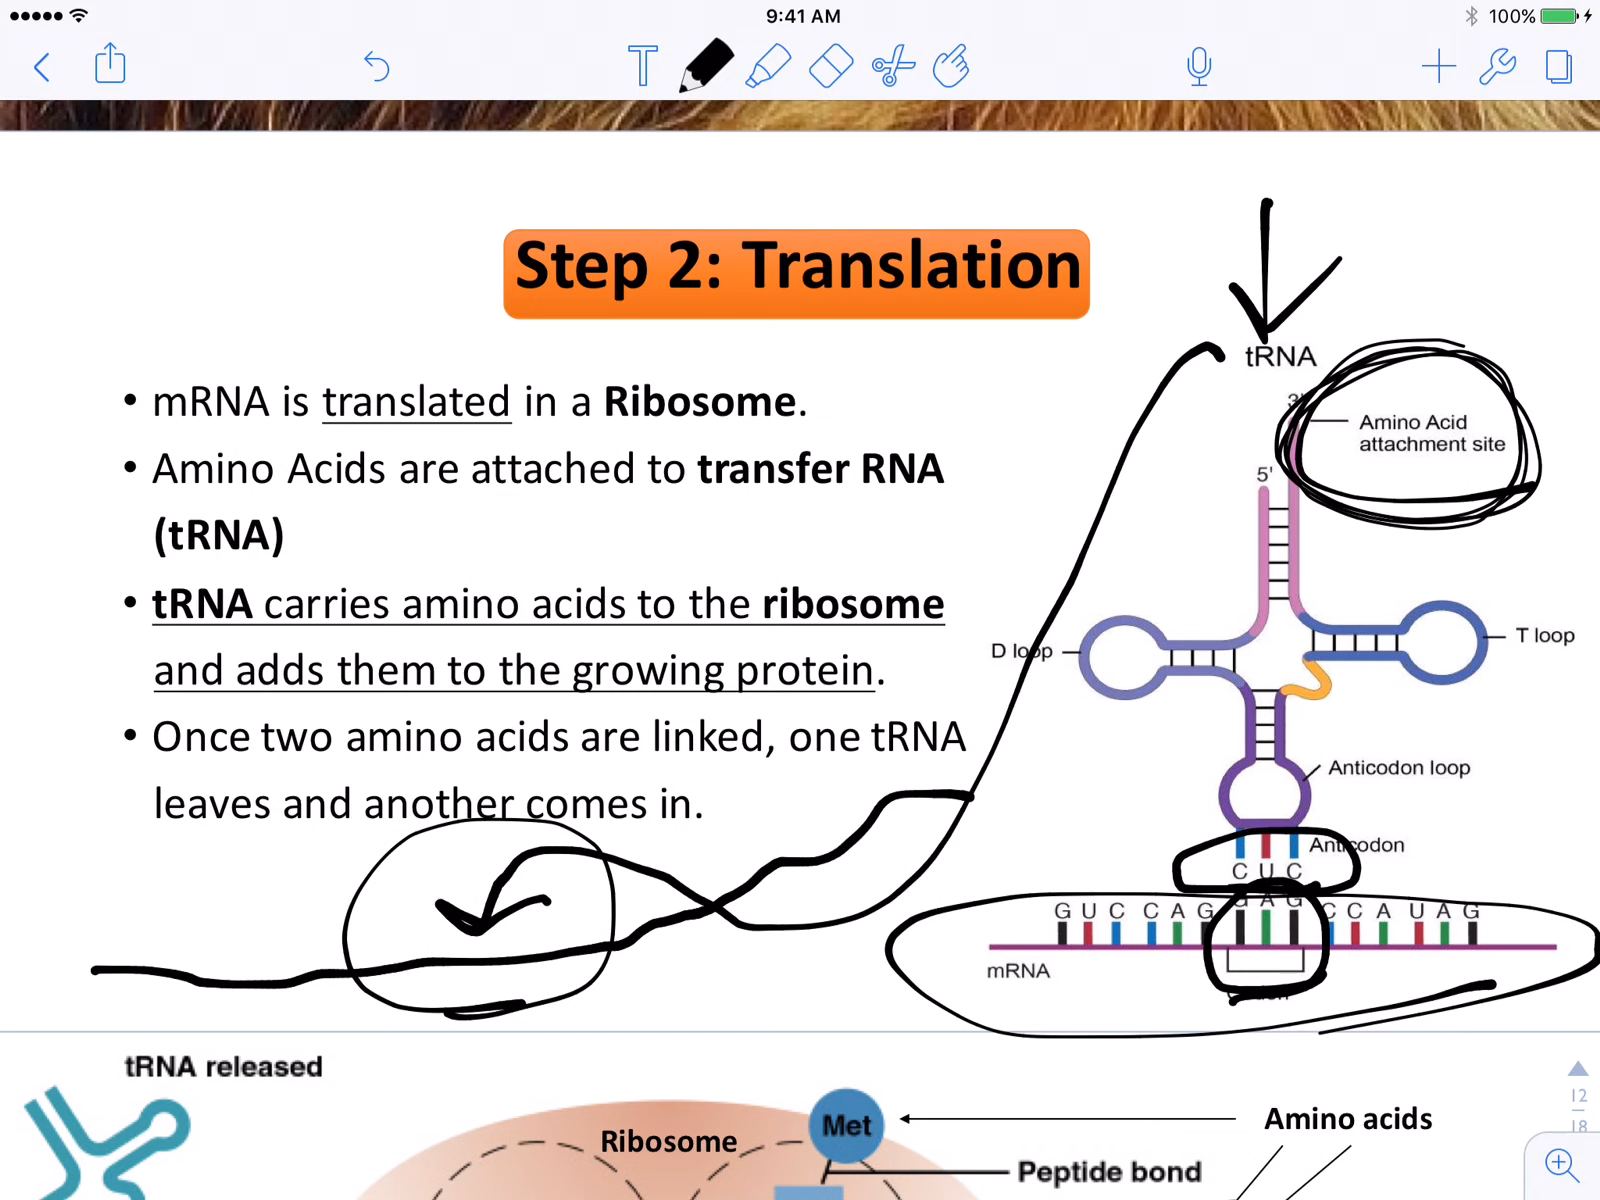 9:41 AM
100%
Step 2: Translation
• mRNA is translated in a Ribosome.
• Amino Acids are attached to transfer RNA
(tRNA)
• tRNA carries amino acids to the ribosome
and adds them to the growing protein.
• Once two amino acids are linked, one tRNA
leaves and another comes in.
tRNA
3'
Amino Acid
attachment site
5'
D loop
T loop
Anticodon loop
Anticodon
C U C
G U C C A G G A G C C A U A G
mRNA
tRNA released
Ribosome
Met
Amino acids
Peptide bond
12
18